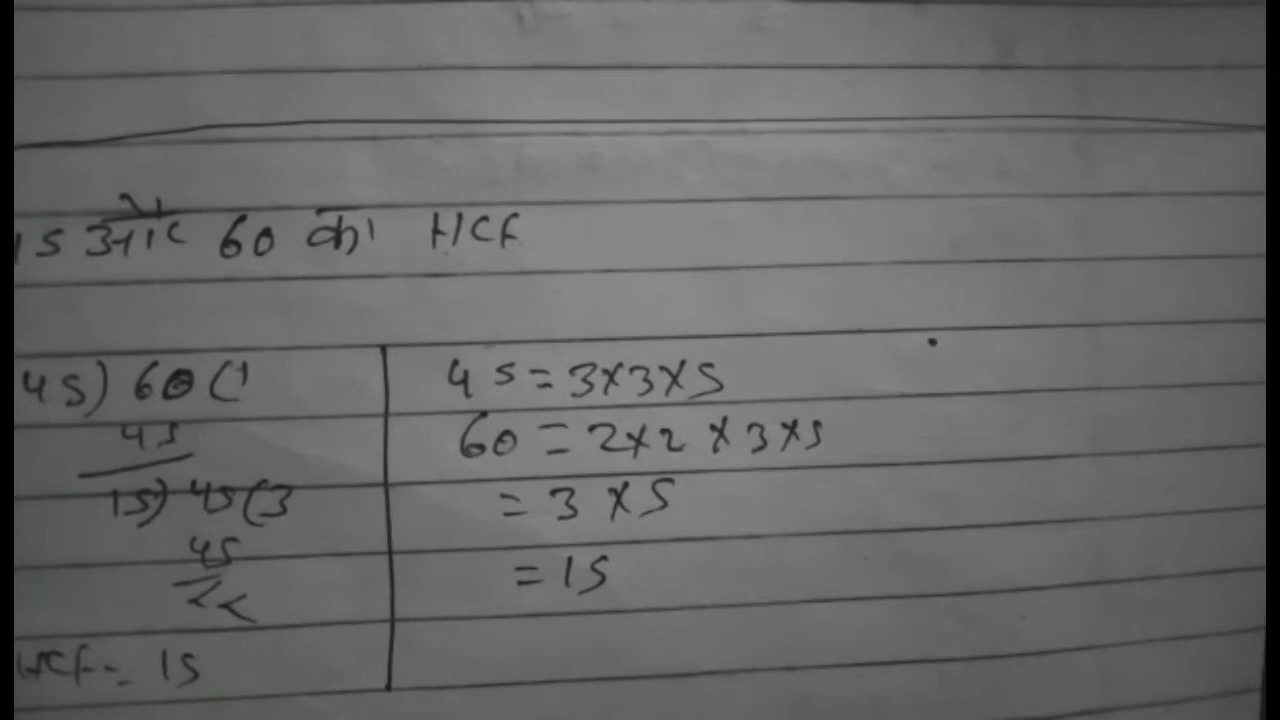 15 और 60 का HCF
45) 60 (1
45
15) 45 (3
45
HCF = 15
45 = 3×3×5
60 = 2×2×3×5
= 3×5
= 15